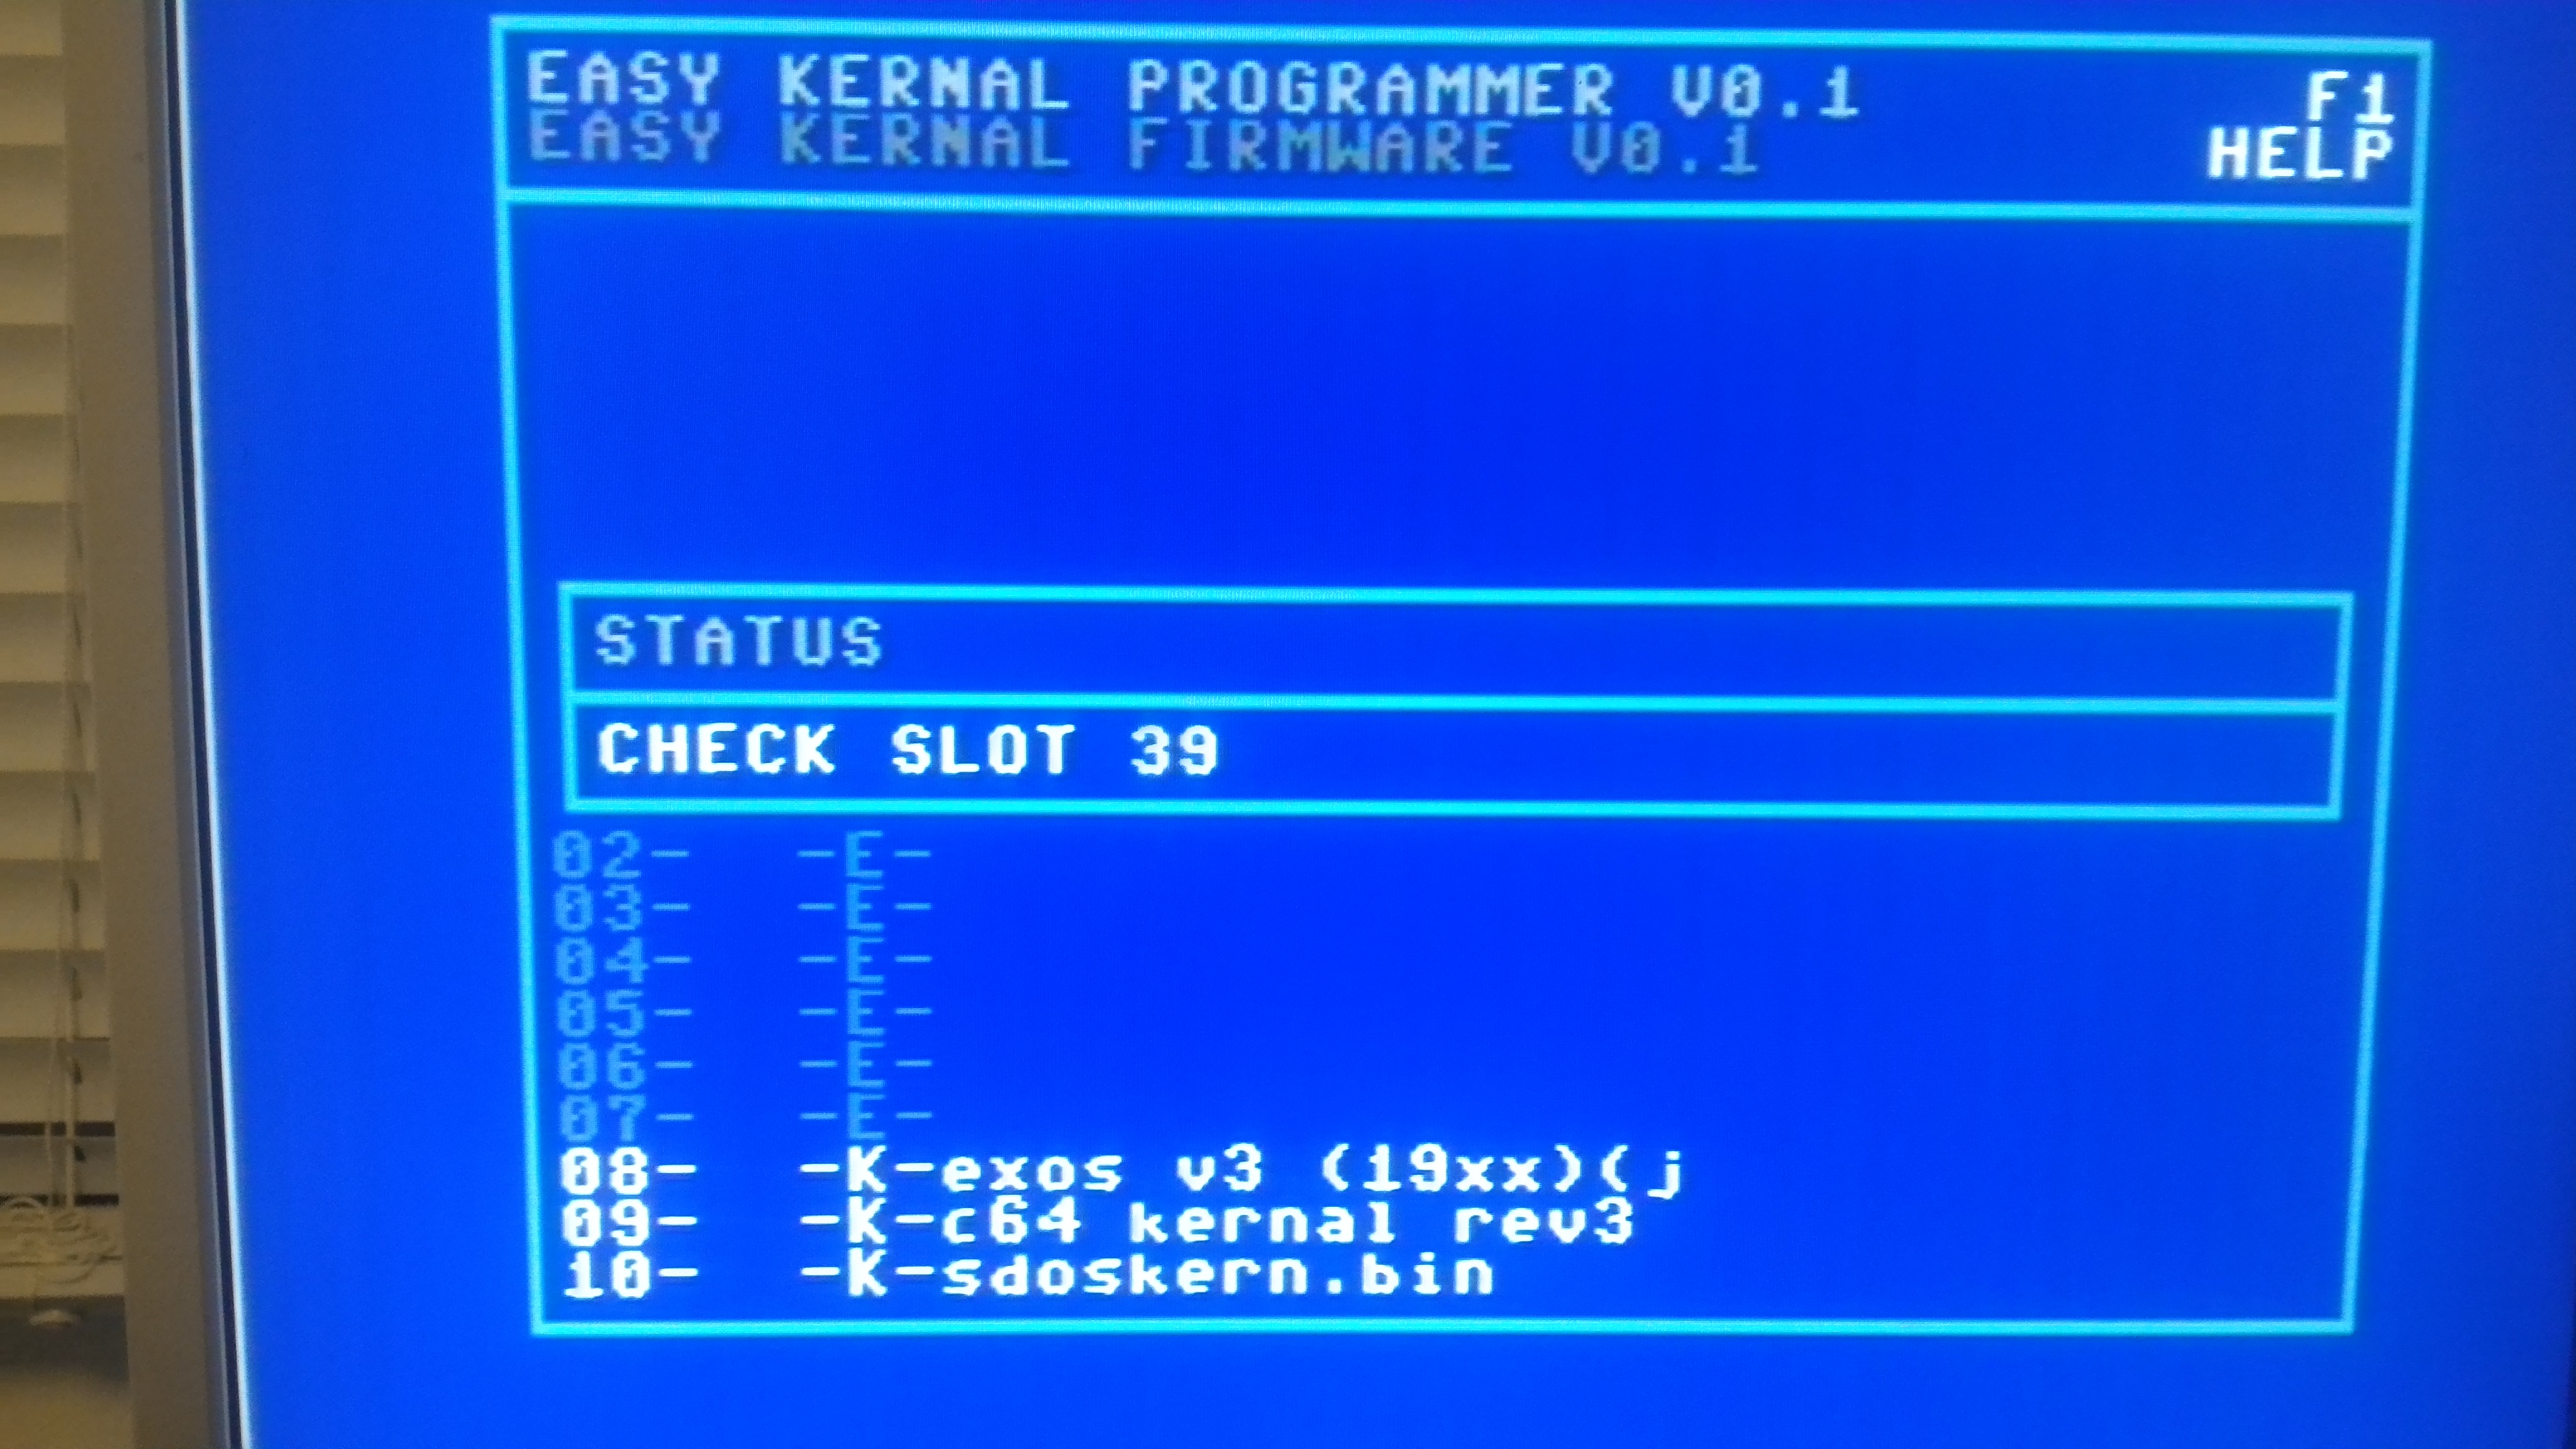 EASY KERNAL PROGRAMMER V0.1
F1
EASY KERNAL FIRMWARE V0.1
HELP
STATUS
CHECK SLOT 39
02- -E-
03- -E-
04- -E-
05- -E-
06- -E-
07- -E-
08- -K-exos v3 (19xx)(j
09- -K-c64 kernal rev3
10- -K-sdoskern.bin